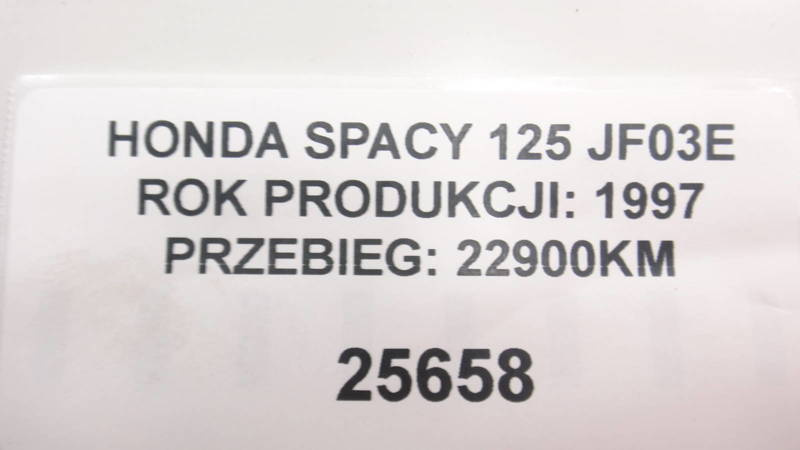 HONDA SPACY 125 JF03E
ROK PRODUKCJI: 1997
PRZEBIEG: 22900KM
25658